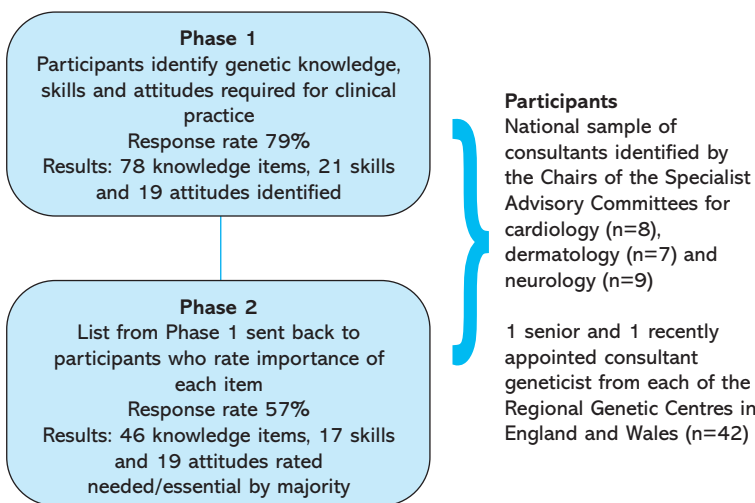 Phase 1
Participants identify genetic knowledge,
skills and attitudes required for clinical
practice
Response rate 79%
Results: 78 knowledge items, 21 skills
and 19 attitudes identified
Phase 2
List from Phase 1 sent back to
participants who rate importance of
each item
Response rate 57%
Results: 46 knowledge items, 17 skills
and 19 attitudes rated
needed/essential by majority
Participants
National sample of
consultants identified by
the Chairs of the Specialist
Advisory Committees for
cardiology (n=8),
dermatology (n=7) and
neurology (n=9)
1 senior and 1 recently
appointed consultant
geneticist from each of the
Regional Genetic Centres in
England and Wales (n=42)